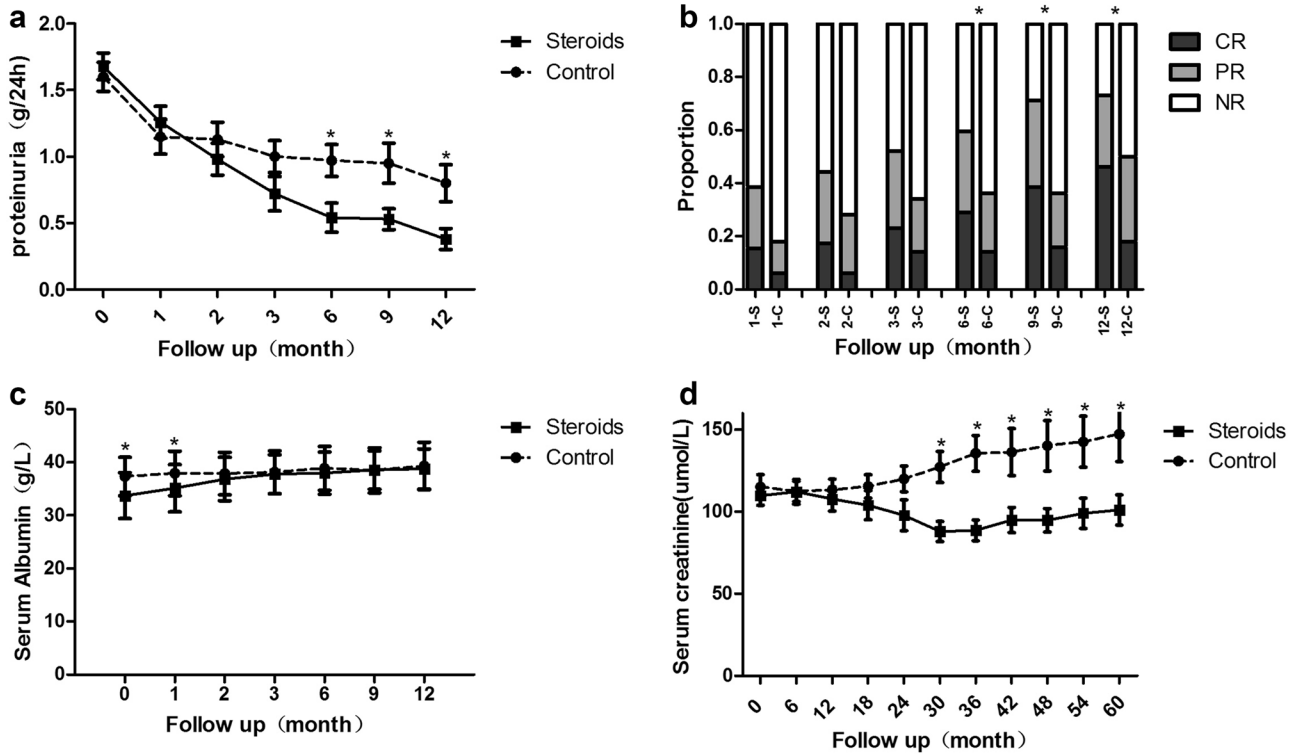 a
proteinuria（g/24h）
2.0
1.5
1.0
0.5
0.0
* * *
0 1 2 3 6 9 12
Follow up（month）
Steroids
Control
b
Proportion
1.0
0.8
0.6
0.4
0.2
0.0
* * *
1-S 1-C 2-S 2-C 3-S 3-C 6-S 6-C 9-S 9-C 12-S 12-C
Follow up（month）
CR
PR
NR
c
Serum Albumin（g/L）
50
40
30
20
10
0
* *
0 1 2 3 6 9 12
Follow up（month）
Steroids
Control
d
Serum creatinine(umol/L)
150
100
50
0
* * * * * *
0 6 12 18 24 30 36 42 48 54 60
Follow up（month）
Steroids
Control